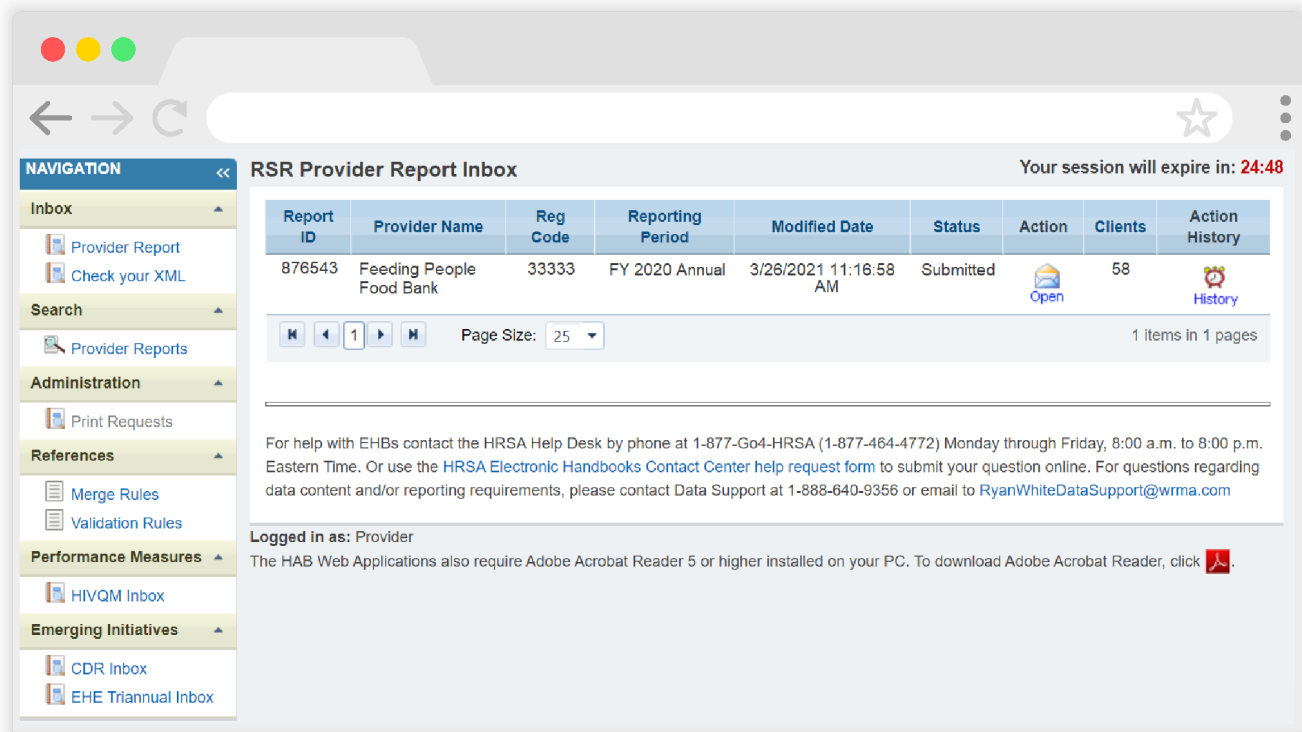 NAVIGATION
Inbox
Provider Report
Check your XML
Search
Provider Reports
Administration
Print Requests
References
Merge Rules
Validation Rules
Performance Measures
HIVQM Inbox
Emerging Initiatives
CDR Inbox
EHE Triannual Inbox
RSR Provider Report Inbox
Your session will expire in: 24:48
Report ID Provider Name Reg Code Reporting Period Modified Date Status Action Clients Action History
876543 Feeding People Food Bank 33333 FY 2020 Annual 3/26/2021 11:16:58 AM Submitted Open 58 History
1 Page Size: 25 1 items in 1 pages
For help with EHBs contact the HRSA Help Desk by phone at 1-877-Go4-HRSA (1-877-464-4772) Monday through Friday, 8:00 a.m. to 8:00 p.m.
Eastern Time. Or use the HRSA Electronic Handbooks Contact Center help request form to submit your question online. For questions regarding
data content and/or reporting requirements, please contact Data Support at 1-888-640-9356 or email to RyanWhiteDataSupport@wrma.com
Logged in as: Provider
The HAB Web Applications also require Adobe Acrobat Reader 5 or higher installed on your PC. To download Adobe Acrobat Reader, click .